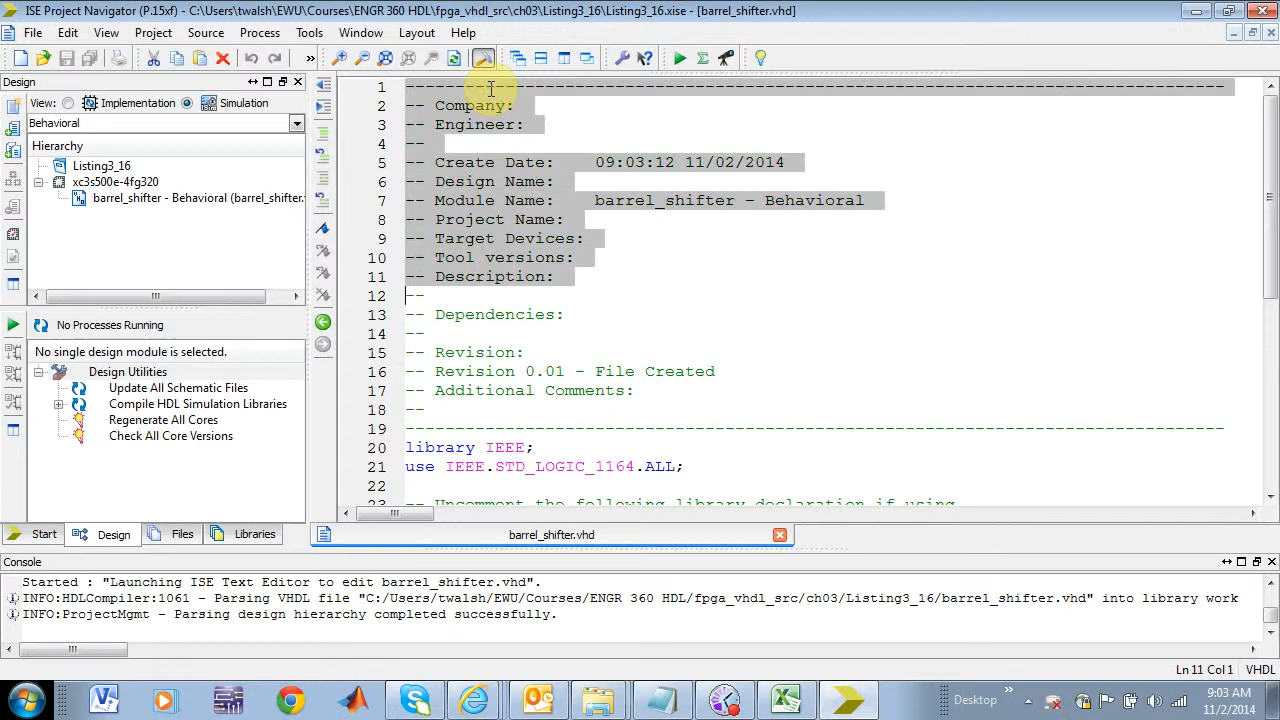 ISE Project Navigator (P.15xf) - C:\Users\twalsh\EWU\Courses\ENGR 360 HDL\fpga_vhdl_src\ch03\Listing3_16\Listing3_16.xise - [barrel_shifter.vhd]
File Edit View Project Source Process Tools Window Layout Help
Design
View: Implementation Simulation
Behavioral
Hierarchy
Listing3_16
xc3s500e-4fg320
barrel_shifter - Behavioral (barrel_shifter.
No Processes Running
No single design module is selected.
Design Utilities
Update All Schematic Files
Compile HDL Simulation Libraries
Regenerate All Cores
Check All Core Versions
Start Design Files Libraries
1 ----------------------------------------------------------------------------------
2 -- Company:
3 -- Engineer:
4 --
5 -- Create Date:    09:03:12 11/02/2014
6 -- Design Name:
7 -- Module Name:    barrel_shifter - Behavioral
8 -- Project Name:
9 -- Target Devices:
10 -- Tool versions:
11 -- Description:
12 --
13 -- Dependencies:
14 --
15 -- Revision:
16 -- Revision 0.01 - File Created
17 -- Additional Comments:
18 --
19 ----------------------------------------------------------------------------------
20 library IEEE;
21 use IEEE.STD_LOGIC_1164.ALL;
22
23 -- Uncomment the following library declaration if using
barrel_shifter.vhd
Console
Started : "Launching ISE Text Editor to edit barrel_shifter.vhd".
INFO:HDLCompiler:1061 - Parsing VHDL file "C:/Users/twalsh/EWU/Courses/ENGR 360 HDL/fpga_vhdl_src/ch03/Listing3_16/barrel_shifter.vhd" into library work
INFO:ProjectMgmt - Parsing design hierarchy completed successfully.
Ln 11 Col 1 VHDL
Desktop
9:03 AM
11/2/2014